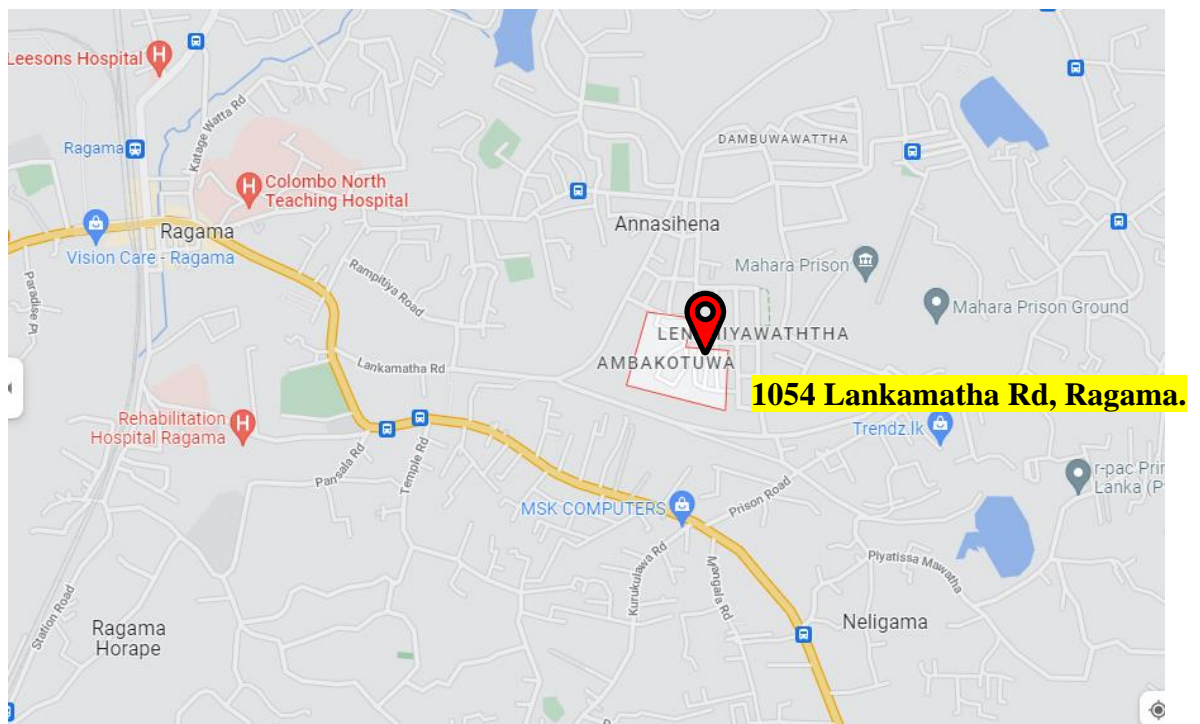 Leesons Hospital
H
Katage Watta Rd
Ragama
DAMBUWAWATTHA
H
Colombo North
Teaching Hospital
Annasihena
Ragama
Vision Care - Ragama
Rampitiya Road
Mahara Prison
Paradise Pl.
Mahara Prison Ground
LEN
IYAWATHTHA
AMBAKOTUWA
Lankamatha Rd
1054 Lankamatha Rd, Ragama.
Rehabilitation
Hospital Ragama
H
Trendz.lk
Pansala Rd
Temple Rd
r-pac Prin
Lanka (P
Prison Road
MSK COMPUTERS
Kurukulawa Rd
Mangala Rd
Piyatissa Mawatha
Station Road
Ragama
Horape
Neligama